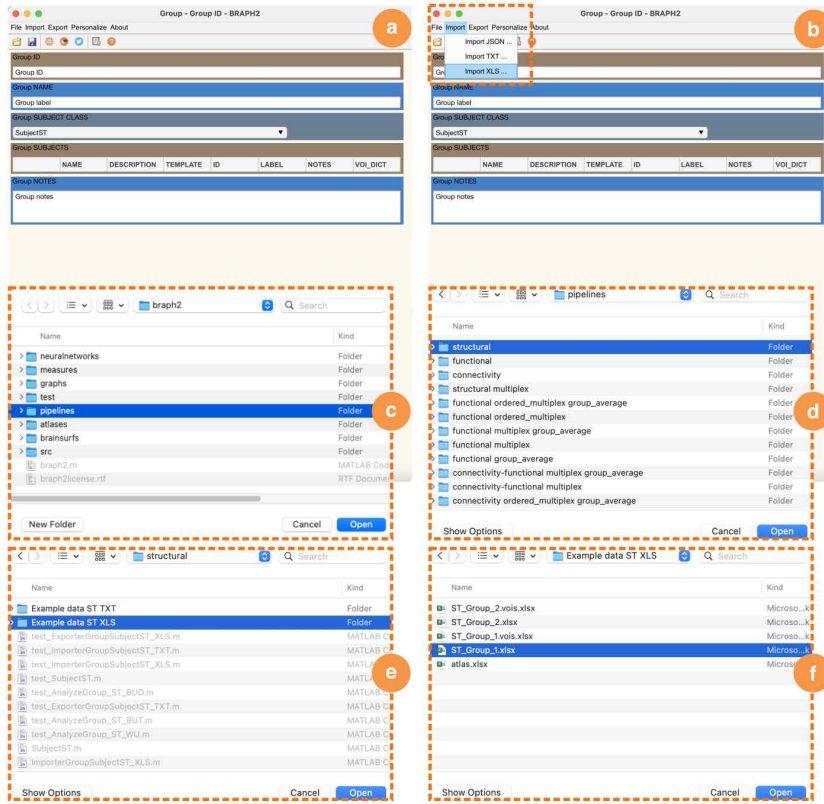 Group - Group ID - BRAPH2
File Import Export Personalize About
a
Group ID
Group ID
Group NAME
Group label
Group SUBJECT CLASS
SubjectST
Group SUBJECTS
NAME DESCRIPTION TEMPLATE ID LABEL NOTES VOI_DICT
Group NOTES
Group notes
Group - Group ID - BRAPH2
File Import Export Personalize About
b
Import JSON ...
Import TXT ...
Import XLS ...
Group NAME
Group label
Group SUBJECT CLASS
SubjectST
Group SUBJECTS
NAME DESCRIPTION TEMPLATE ID LABEL NOTES VOI_DICT
Group NOTES
Group notes
braph2 Search
Name Kind
neuralnetworks Folder
measures Folder
graphs Folder
test Folder
pipelines Folder
c
atlases Folder
brainsurfs Folder
src Folder
braph2.m MATLAB Code
braph2license.rtf RTF Documen
New Folder Cancel Open
pipelines Search
Name Kind
structural Folder
functional Folder
connectivity Folder
structural multiplex Folder
functional ordered_multiplex group_average Folder
functional ordered_multiplex Folder
d
functional multiplex group_average Folder
functional multiplex Folder
functional group_average Folder
connectivity-functional multiplex group_average Folder
connectivity-functional multiplex Folder
connectivity ordered_multiplex group_average Folder
Show Options Cancel Open
structural Search
Name Kind
Example data ST TXT Folder
Example data ST XLS Folder
test_ExporterGroupSubjectST_XLS.m MATLAB C
test_ImporterGroupSubjectST_TXT.m MATLAB C
test_ImporterGroupSubjectST_XLS.m MATLAB
test_SubjectST.m MATL
e
test_AnalyzeGroup_ST_BUD.m MATLAB
test_ExporterGroupSubjectST_TXT.m MATLAB C
test_AnalyzeGroup_ST_BUT.m MATLAB C
test_AnalyzeGroup_ST_WU.m MATLAB C
SubjectST.m MATLAB C
ImporterGroupSubjectST_XLS.m MATLAB C
Show Options Cancel Open
Example data ST XLS Search
Name Kind
ST_Group_2.vois.xlsx Microso...k
ST_Group_2.xlsx Microso...k
ST_Group_1.vois.xlsx Microso...k
ST_Group_1.xlsx Microso...k
atlas.xlsx Microso
f
Show Options Cancel Open